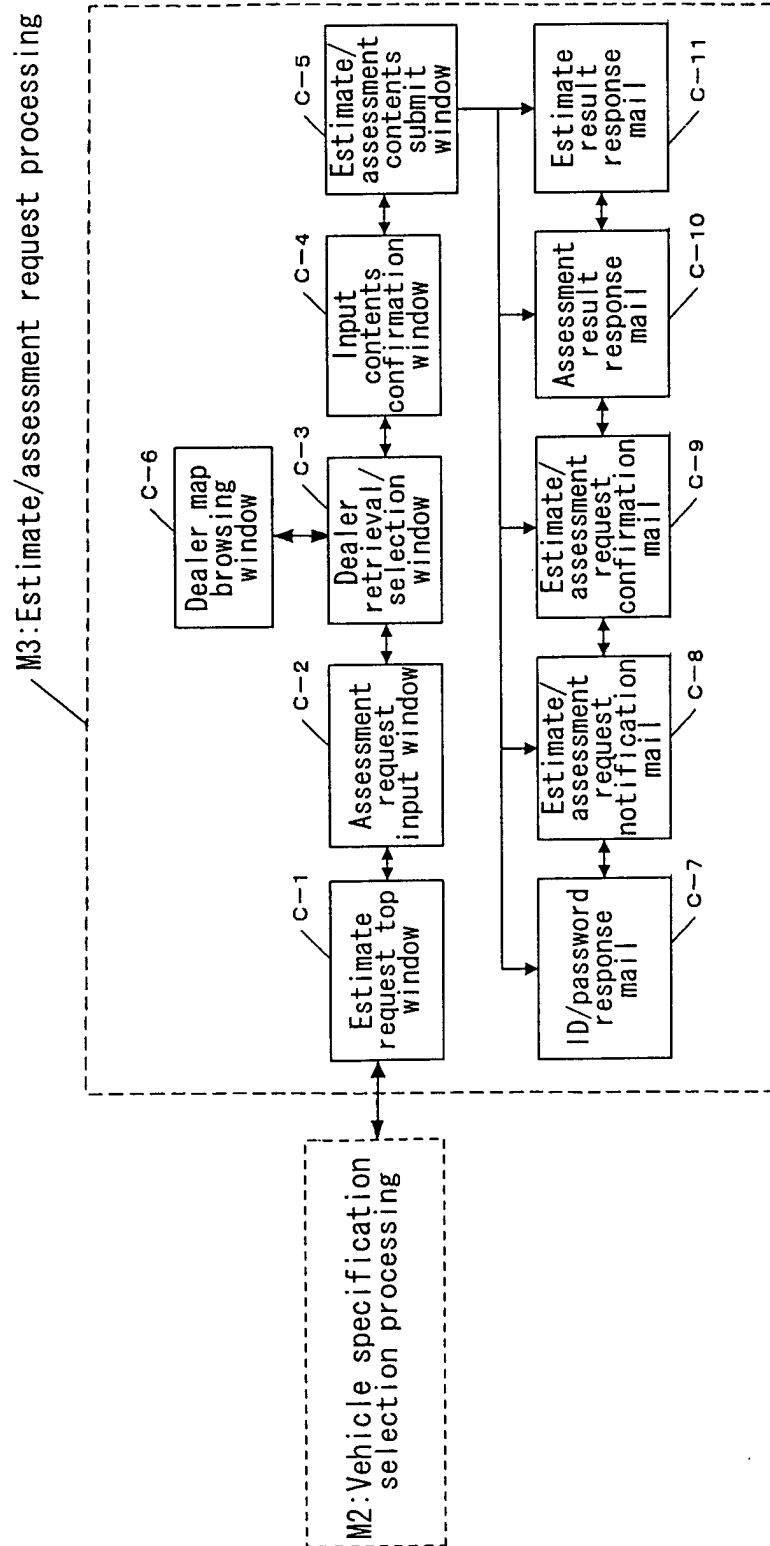 M3:Estimate/assessment request processing
M2:Vehicle specification
selection processing
C-1
Estimate
request top
window
C-2
Assessment
request
input window
C-3
Dealer
retrieval/
selection
window
C-6
Dealer map
browsing
window
C-4
Input
contents
confirmation
window
C-5
Estimate/
assessment
contents
submit
window
ID/password
response
mail
C-7
Estimate/
assessment
request
notification
mail
C-8
Estimate/
assessment
request
confirmation
mail
C-9
Assessment
result
response
mail
C-10
Estimate
result
response
mail
C-11